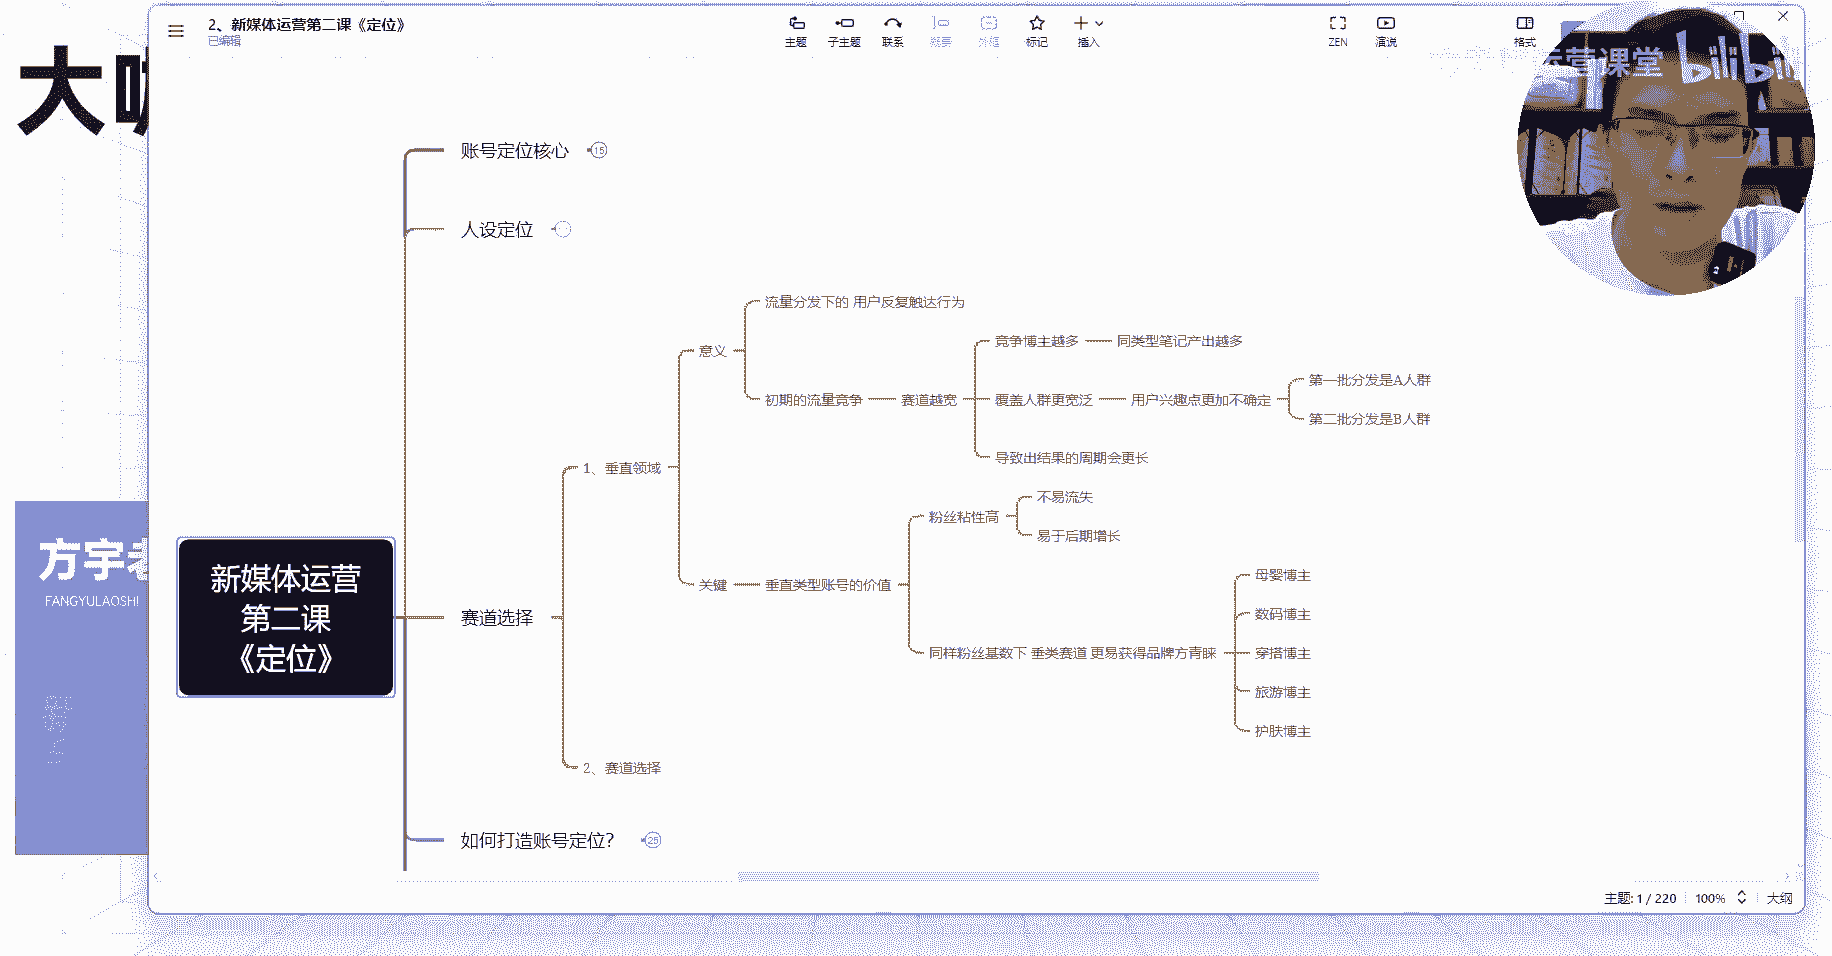 2、新媒体运营第二课《定位》
已编辑
主题
子主题
联系
概要
外框
标记
插入
ZEN
演说
格式
运营课堂
bilibili
大
方宇老
FANGYULAOSHI
新媒体运营
第二课
《定位》
账号定位核心
15
人设定位
赛道选择
1、垂直领域
意义
流量分发下的 用户反复触达行为
初期的流量竞争
赛道越宽
竞争博主越多
同类型笔记产出越多
覆盖人群更宽泛
用户兴趣点更加不确定
第一批分发是A人群
第二批分发是B人群
导致出结果的周期会更长
关键
垂直类型账号的价值
粉丝粘性高
不易流失
易于后期增长
同样粉丝基数下 垂类赛道 更易获得品牌方青睐
母婴博主
数码博主
穿搭博主
旅游博主
护肤博主
2、赛道选择
如何打造账号定位?
25
主题: 1 / 220
100%
大纲